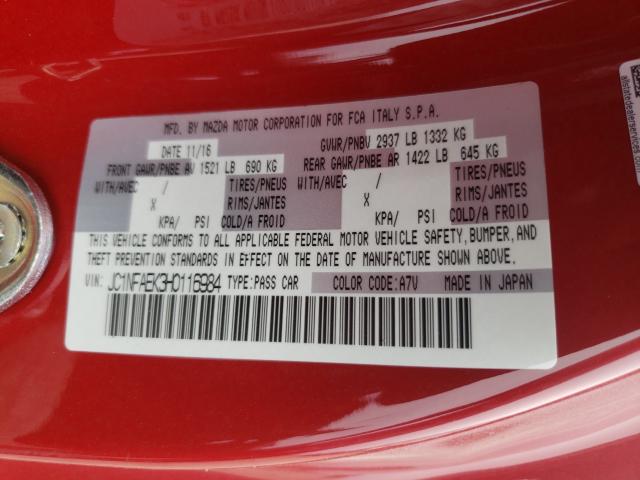 MFD. BY MAZDA MOTOR CORPORATION FOR FCA ITALY S.P.A.
DATE 11/16 GVWR/PNBV 2937 LB 1332 KG
FRONT GAWR/PNBE AV 1521 LB 690 KG REAR GAWR/PNBE AR 1422 LB 645 KG
WITH/AVEC / TIRES/PNEUS WITH/AVEC / TIRES/PNEUS
X RIMS/JANTES X RIMS/JANTES
KPA/ PSI COLD/A FROID KPA/ PSI COLD/A FROID
THIS VEHICLE CONFORMS TO ALL APPLICABLE FEDERAL MOTOR VEHICLE SAFETY, BUMPER, AND
THEFT PREVENTION STANDARDS IN EFFECT ON THE DATE OF MANUFACTURE SHOWN ABOVE.
VIN: JC1NFAEK3H0116984 TYPE:PASS CAR COLOR CODE:A7V MADE IN JAPAN
allstatedealerservices